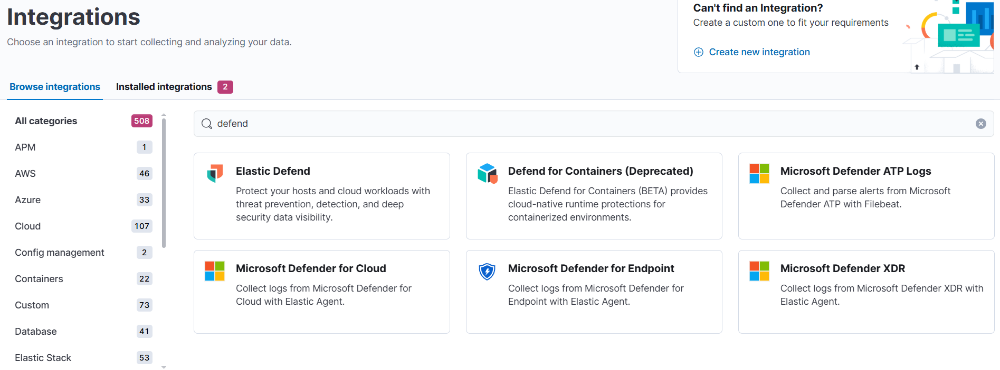 Integrations
Choose an integration to start collecting and analyzing your data.
Can't find an Integration?
Create a custom one to fit your requirements
Create new integration
Browse integrations
Installed integrations 2
All categories 508
APM 1
AWS 46
Azure 33
Cloud 107
Config management 2
Containers 22
Custom 73
Database 41
Elastic Stack 53
defend
Elastic Defend
Protect your hosts and cloud workloads with
threat prevention, detection, and deep
security data visibility.
Defend for Containers (Deprecated)
Elastic Defend for Containers (BETA) provides
cloud-native runtime protections for
containerized environments.
Microsoft Defender ATP Logs
Collect and parse alerts from Microsoft
Defender ATP with Filebeat.
Microsoft Defender for Cloud
Collect logs from Microsoft Defender for
Cloud with Elastic Agent.
Microsoft Defender for Endpoint
Collect logs from Microsoft Defender for
Endpoint with Elastic Agent.
Microsoft Defender XDR
Collect logs from Microsoft Defender XDR with
Elastic Agent.